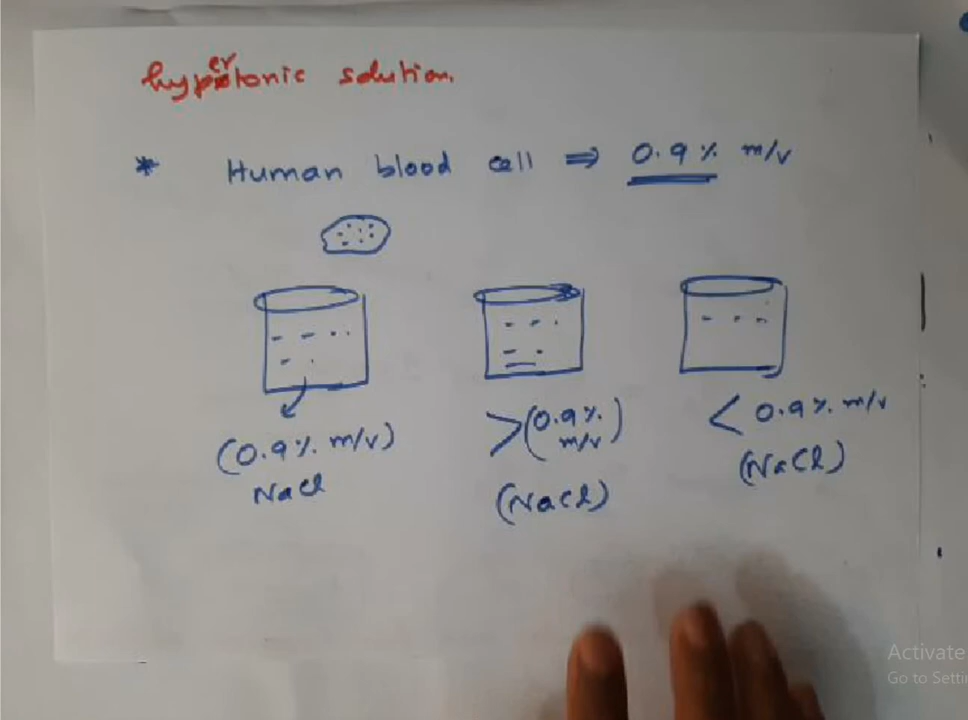 hypertonic solution.
* Human blood cell ⇒ 0.9% m/v
(0.9% m/v)
NaCl
>(0.9%
m/v)
(NaCl)
< 0.9% m/v
(NaCl)
Activate
Go to Settin